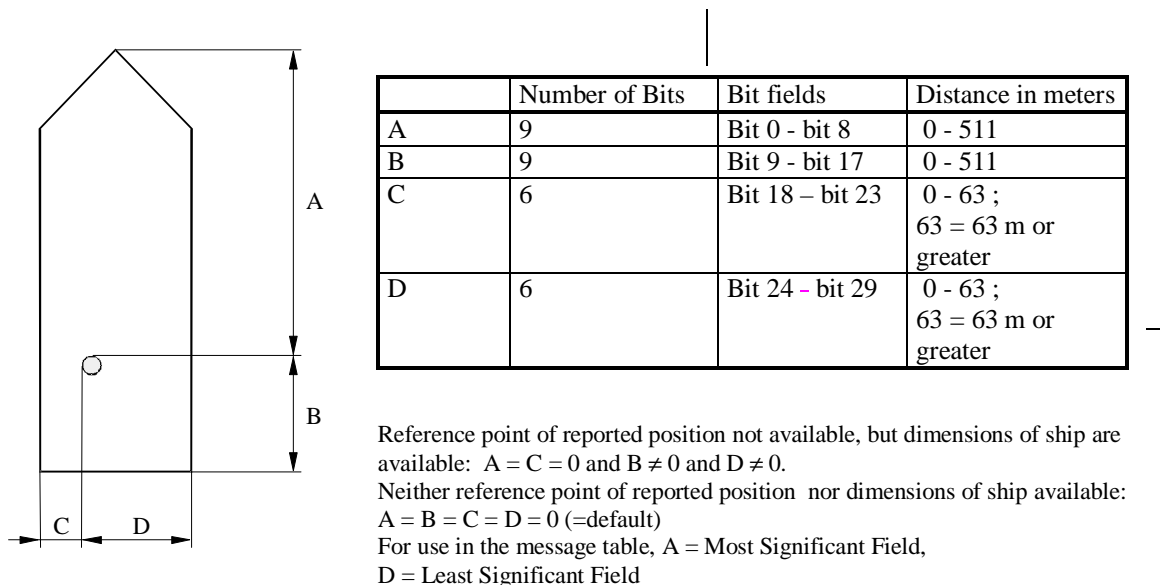 Number of Bits Bit fields Distance in meters
A 9 Bit 0 - bit 8 0 - 511
B 9 Bit 9 - bit 17 0 - 511
C 6 Bit 18 – bit 23 0 - 63 ;
63 = 63 m or
greater
D 6 Bit 24 - bit 29 0 - 63 ;
63 = 63 m or
greater
A
B
C D
Reference point of reported position not available, but dimensions of ship are
available: A = C = 0 and B ≠ 0 and D ≠ 0.
Neither reference point of reported position nor dimensions of ship available:
A = B = C = D = 0 (=default)
For use in the message table, A = Most Significant Field,
D = Least Significant Field